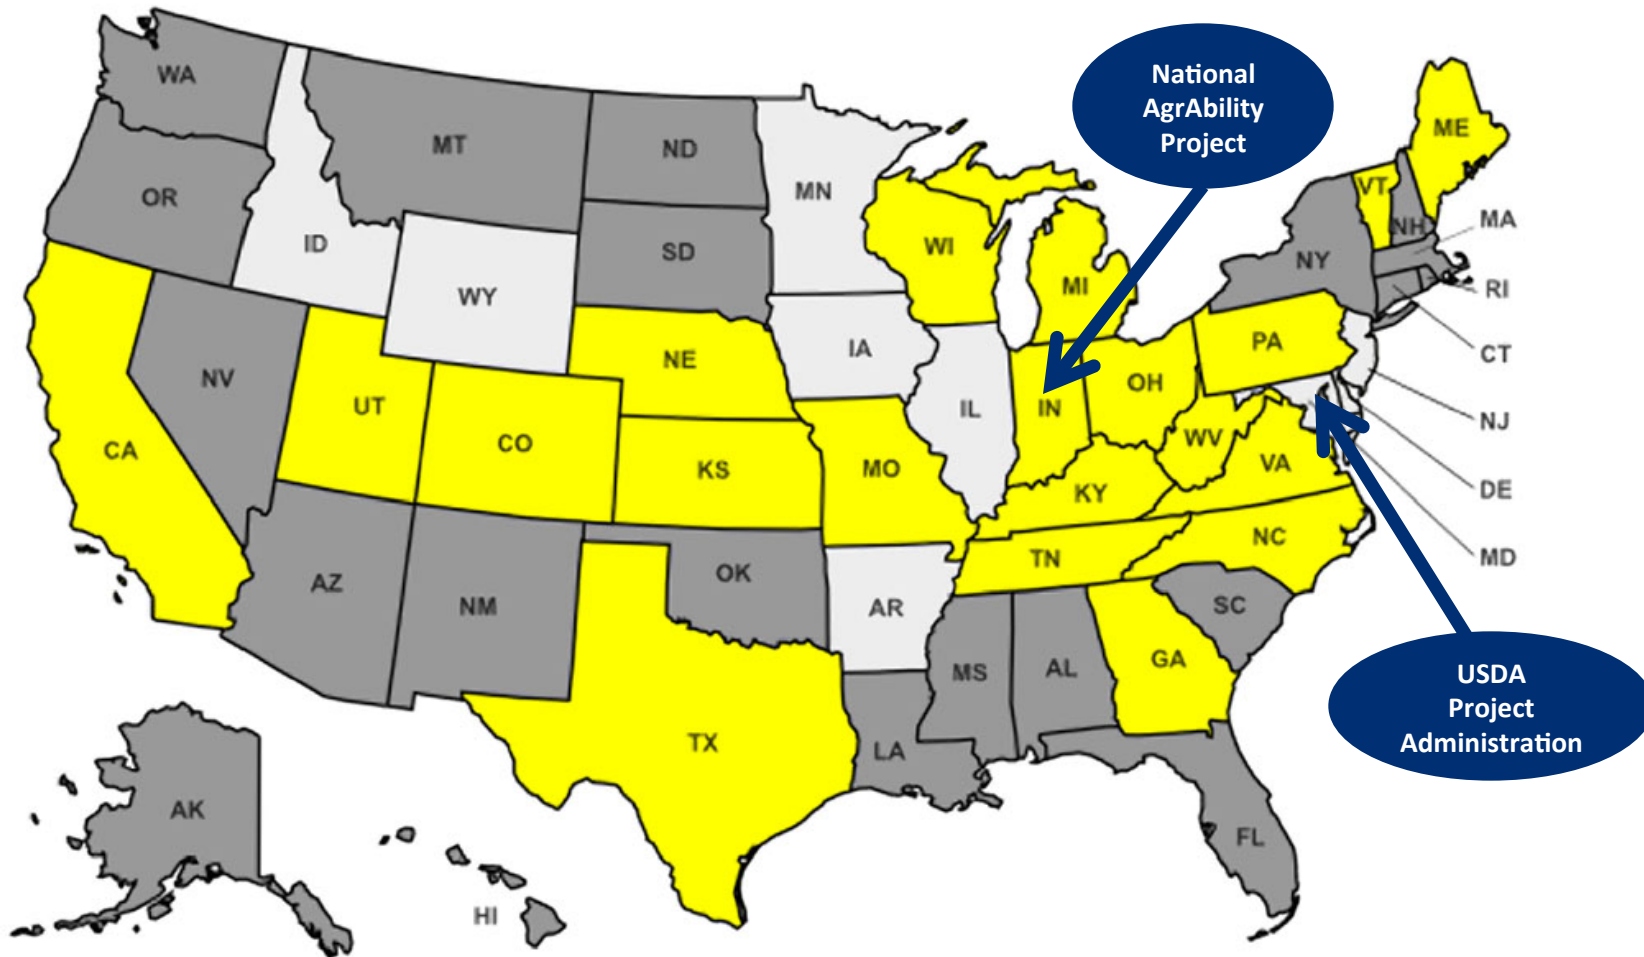 National
AgrAbility
Project
WA
MT
ND
MN
ME
OR
ID
SD
WI
VT
NH
MA
WY
MI
NY
RI
NV
NE
IA
PA
CT
UT
CO
IL
IN
OH
NJ
CA
KS
MO
KY
WV
VA
DE
AZ
NM
OK
TN
NC
MD
AR
SC
MS
AL
GA
USDA
Project
Administration
TX
LA
AK
FL
HI